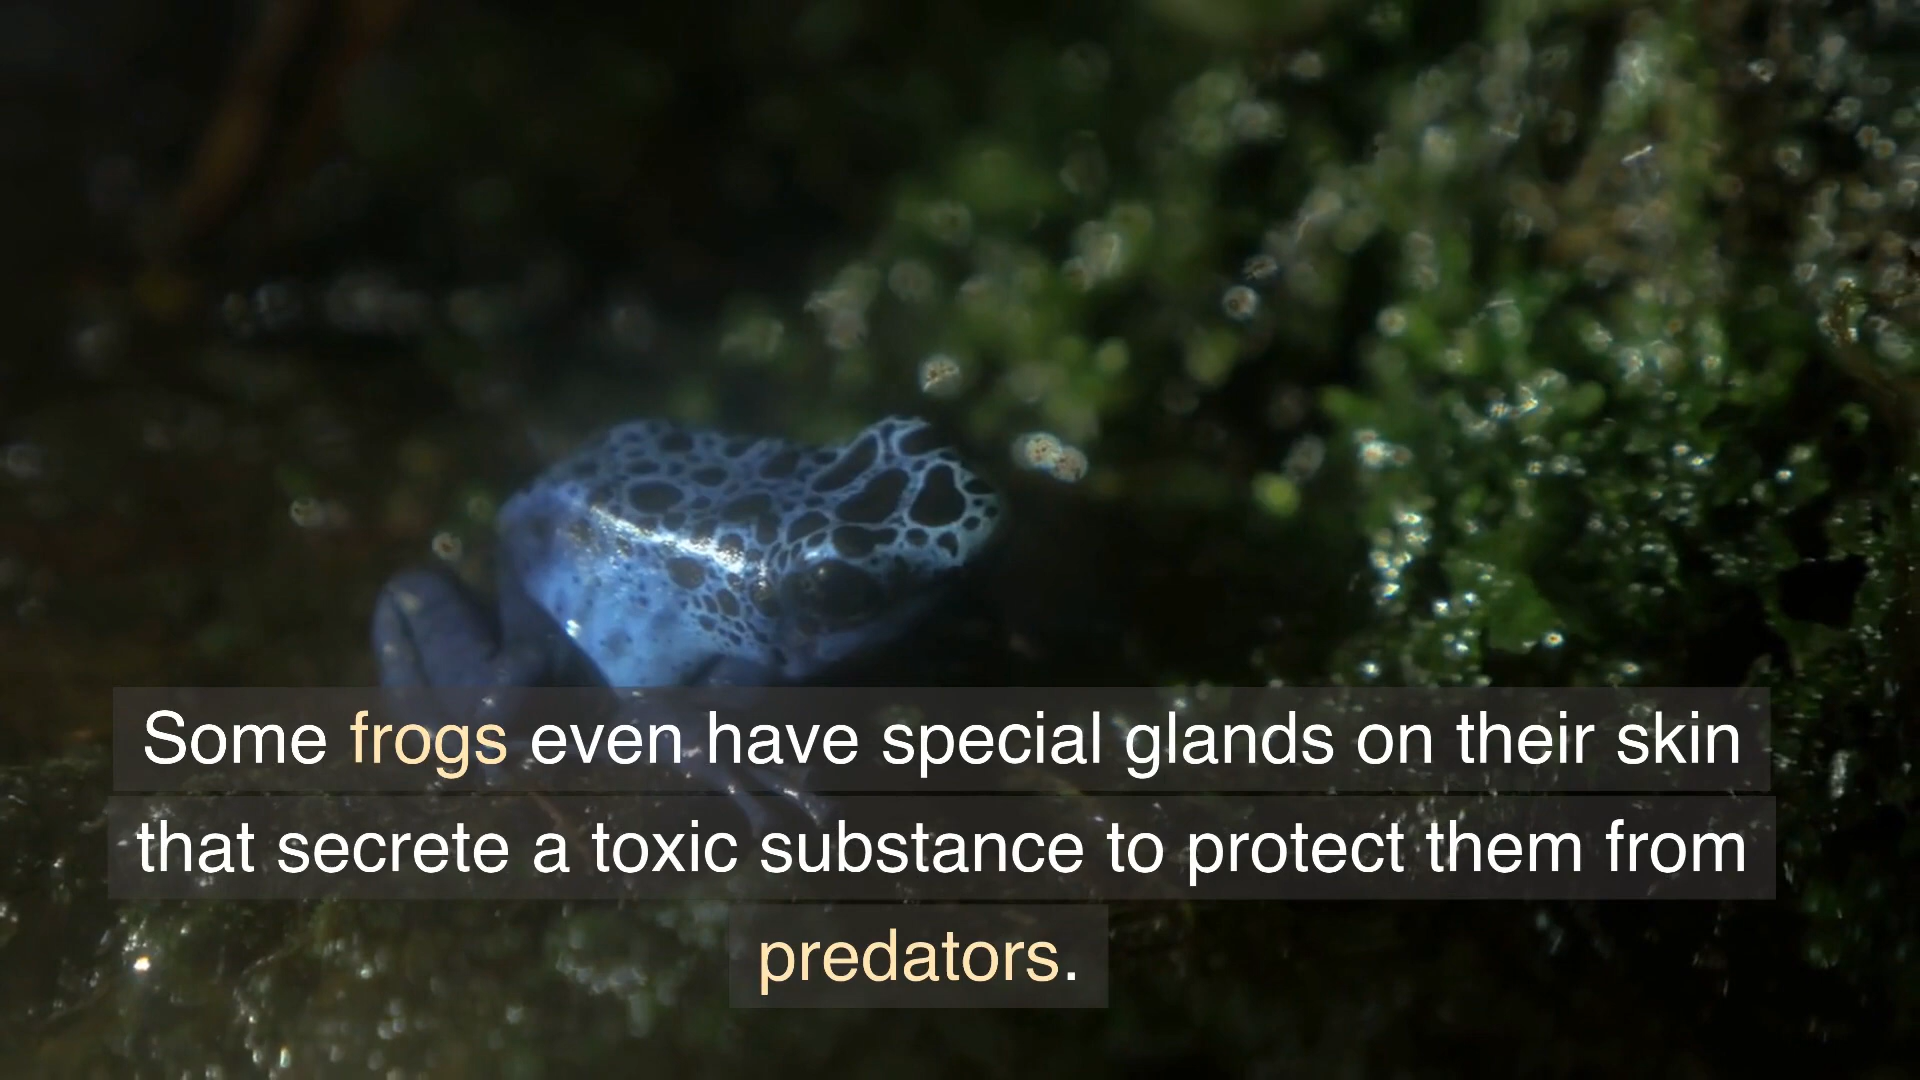 Some frogs even have special glands on their skin
that secrete a toxic substance to protect them from
predators.